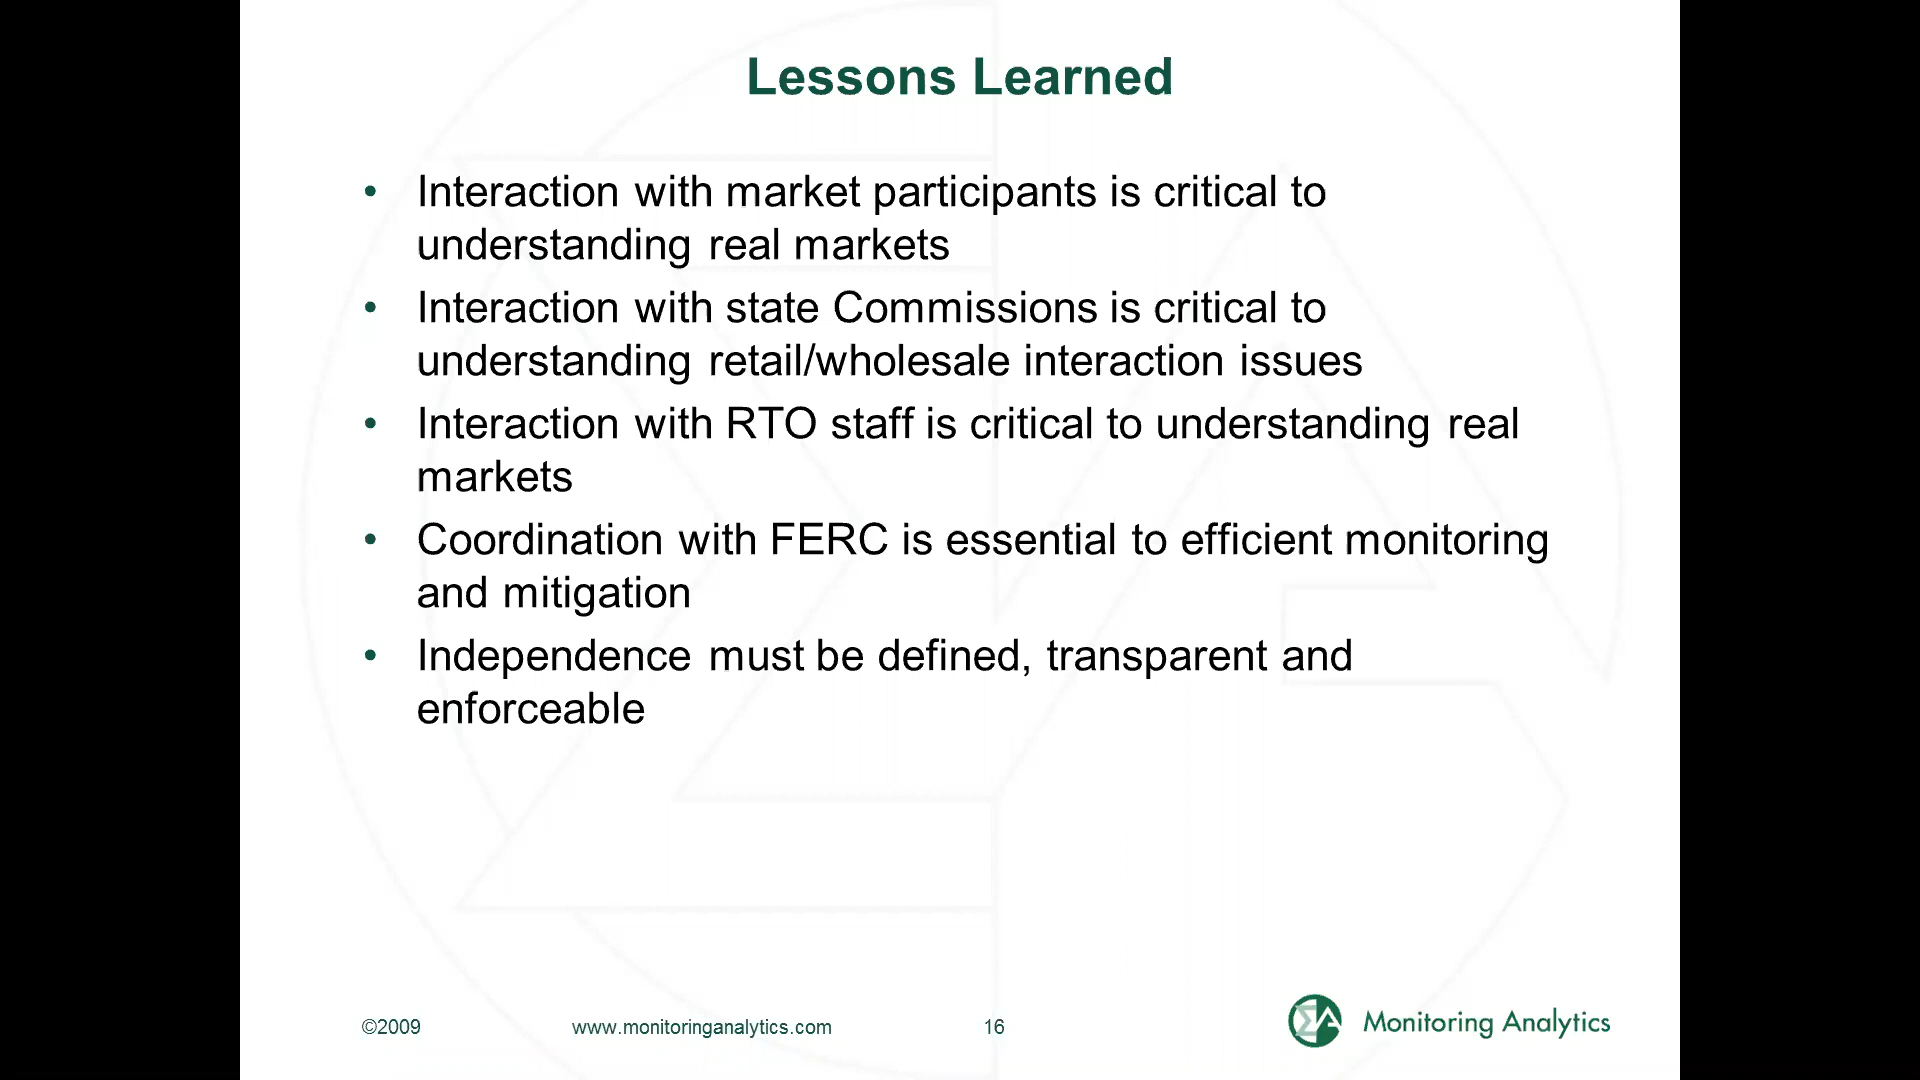 Lessons Learned
• Interaction with market participants is critical to
understanding real markets
• Interaction with state Commissions is critical to
understanding retail/wholesale interaction issues
• Interaction with RTO staff is critical to understanding real
markets
• Coordination with FERC is essential to efficient monitoring
and mitigation
• Independence must be defined, transparent and
enforceable
©2009 www.monitoringanalytics.com 16 Monitoring Analytics